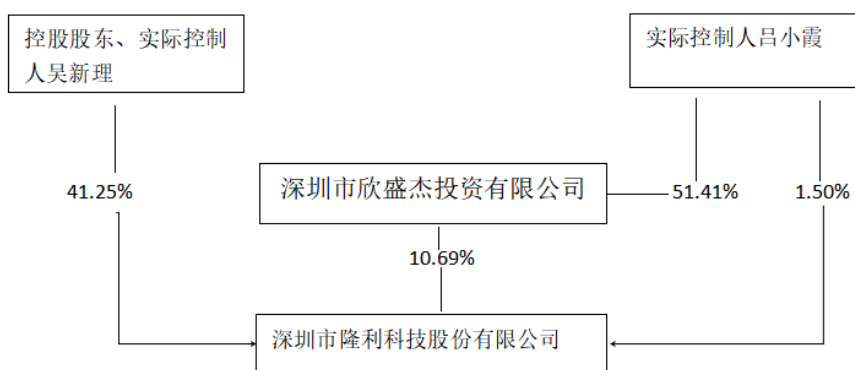 控股股东、实际控制
人吴新理
实际控制人吕小霞
41.25%
深圳市欣盛杰投资有限公司
51.41%
1.50%
10.69%
深圳市隆利科技股份有限公司